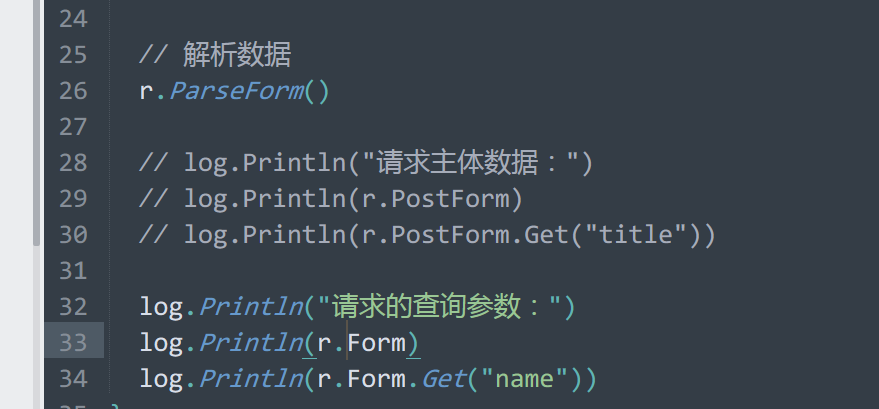 24
25 // 解析数据
26 r.ParseForm()
27
28 // log.Println("请求主体数据：")
29 // log.Println(r.PostForm)
30 // log.Println(r.PostForm.Get("title"))
31
32 log.Println("请求的查询参数：")
33 log.Println(r.Form)
34 log.Println(r.Form.Get("name"))